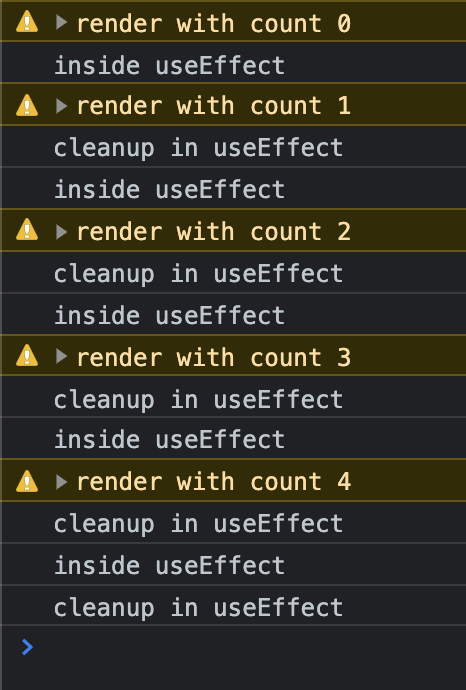 render with count 0
inside useEffect
render with count 1
cleanup in useEffect
inside useEffect
render with count 2
cleanup in useEffect
inside useEffect
render with count 3
cleanup in useEffect
inside useEffect
render with count 4
cleanup in useEffect
inside useEffect
cleanup in useEffect